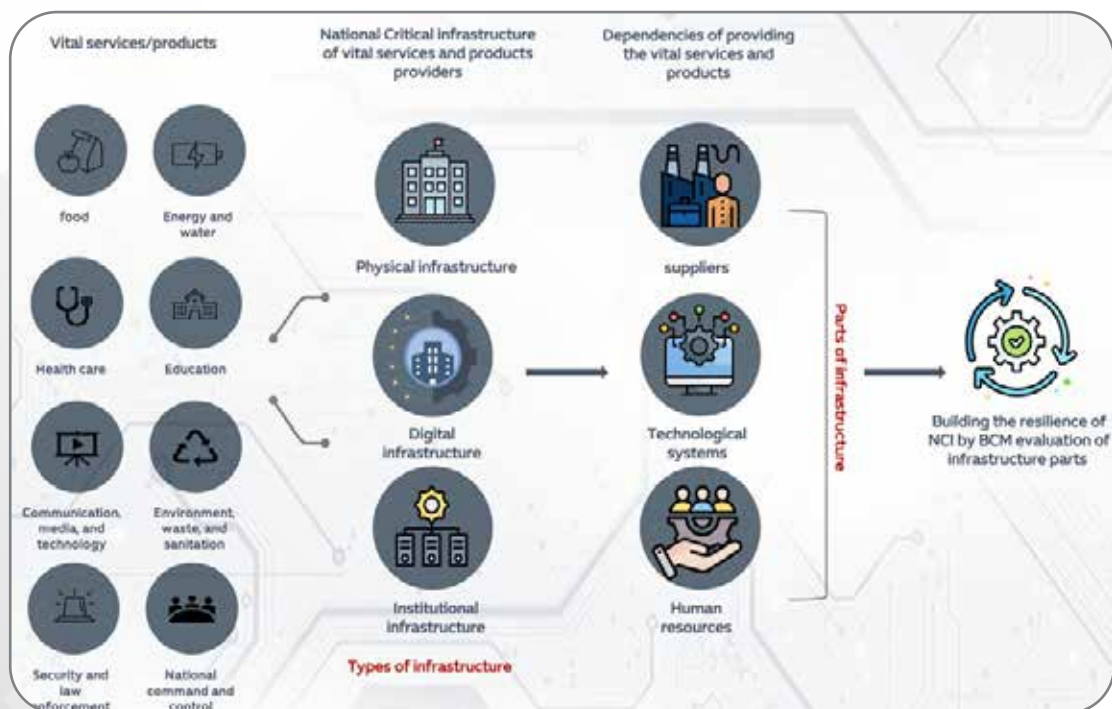 Vital services/products
National Critical infrastructure
of vital services and products
providers
Dependencies of providing
the vital services and
products
food
Energy and
water
Health care
Education
Communication,
media, and
technology
Environment,
waste, and
sanitation
Security and
law
enforcement
National
command and
control
Physical infrastructure
Digital
infrastructure
Institutional
infrastructure
Types of infrastructure
suppliers
Technological
systems
Human
resources
Parts of infrastructure
Building the resilience of
NCI by BCM evaluation of
infrastructure parts